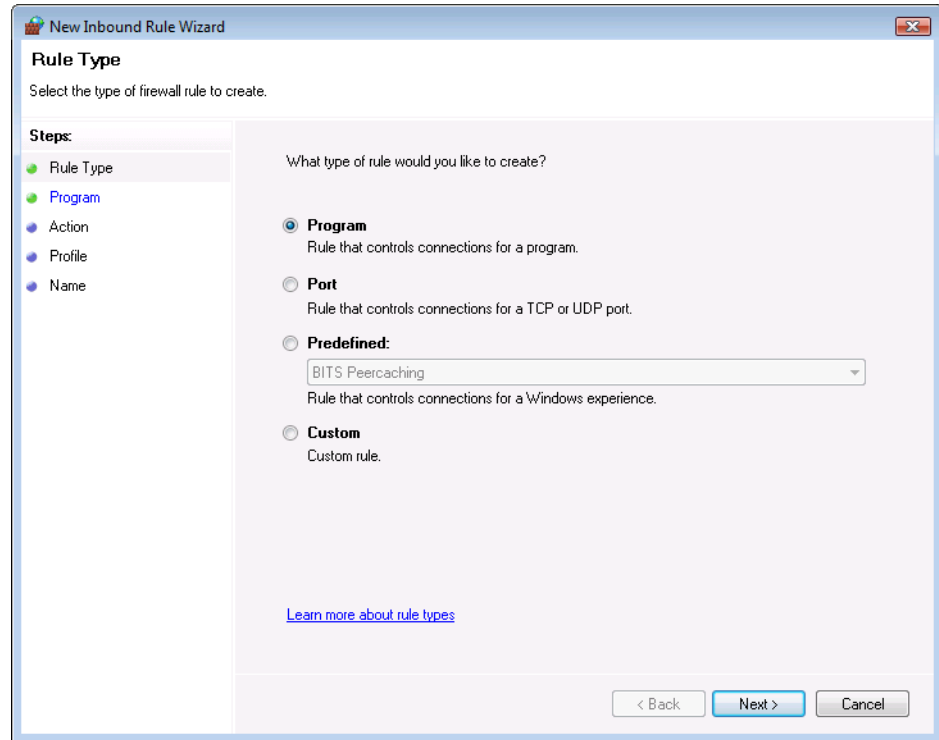 New Inbound Rule Wizard
Rule Type
Select the type of firewall rule to create.
Steps:
Rule Type
Program
Action
Profile
Name
What type of rule would you like to create?
Program
Rule that controls connections for a program.
Port
Rule that controls connections for a TCP or UDP port.
Predefined:
BITS Peercaching
Rule that controls connections for a Windows experience.
Custom
Custom rule.
Learn more about rule types
< Back
Next >
Cancel